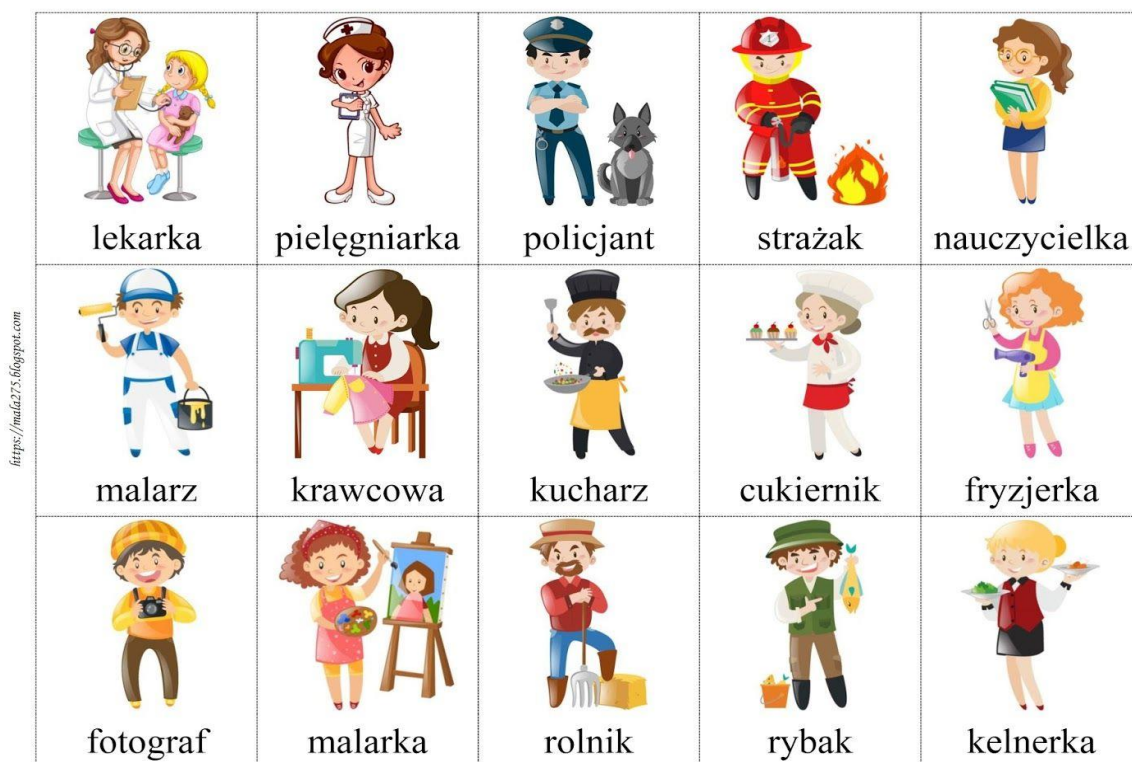 lekarka
pielęgniarka
policjant
strażak
nauczycielka
https://mala275.blogspot.com
malarz
krawcowa
kucharz
cukiernik
fryzjerka
fotograf
malarka
rolnik
rybak
kelnerka